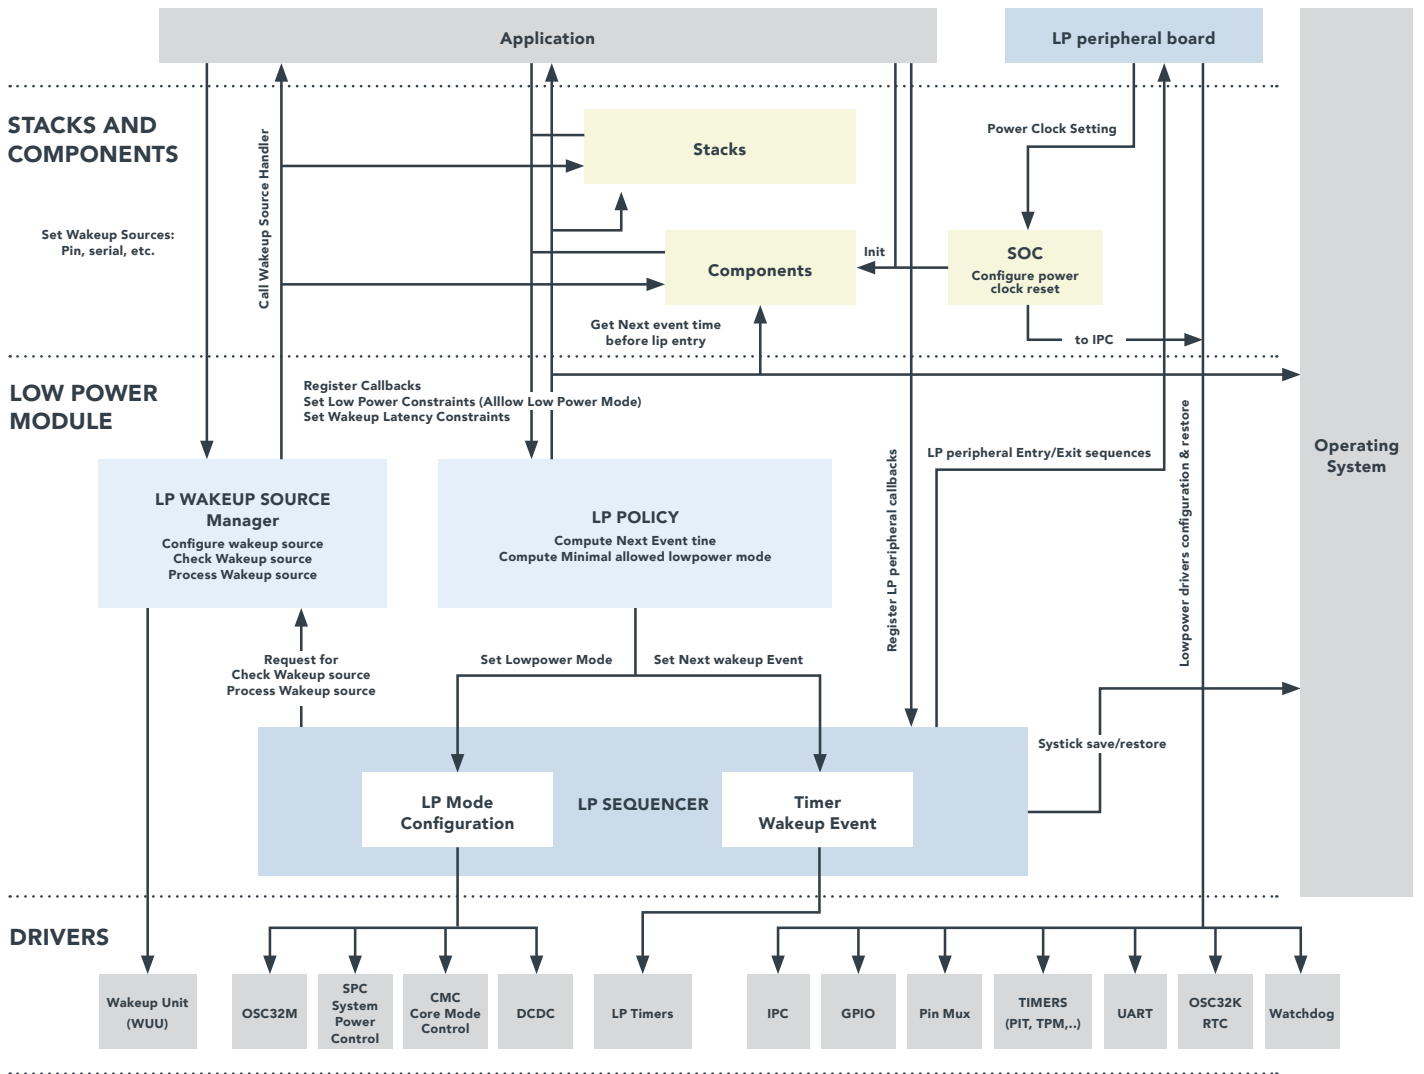 Application
LP peripheral board
STACKS AND
COMPONENTS
Power Clock Setting
Stacks
Call Wakeup Source Handler
Set Wakeup Sources:
Pin, serial, etc.
Init
SOC
Configure power
clock reset
Components
Get Next event time
before lip entry
to IPC
LOW POWER
MODULE
Register Callbacks
Set Low Power Constraints (Alllow Low Power Mode)
Set Wakeup Latency Constraints
Operating
System
LP peripheral Entry/Exit sequences
Register LP peripheral callbacks
Lowpower drivers configuration & restore
LP WAKEUP SOURCE
Manager
Configure wakeup source
Check Wakeup source
Process Wakeup source
LP POLICY
Compute Next Event tine
Compute Minimal allowed lowpower mode
Request for
Check Wakeup source
Process Wakeup source
Set Lowpower Mode
Set Next wakeup Event
Systick save/restore
LP Mode
Configuration
LP SEQUENCER
Timer
Wakeup Event
DRIVERS
Wakeup Unit
(WUU)
OSC32M
SPC
System
Power
Control
CMC
Core Mode
Control
DCDC
LP Timers
IPC
GPIO
Pin Mux
TIMERS
(PIT, TPM,..)
UART
OSC32K
RTC
Watchdog